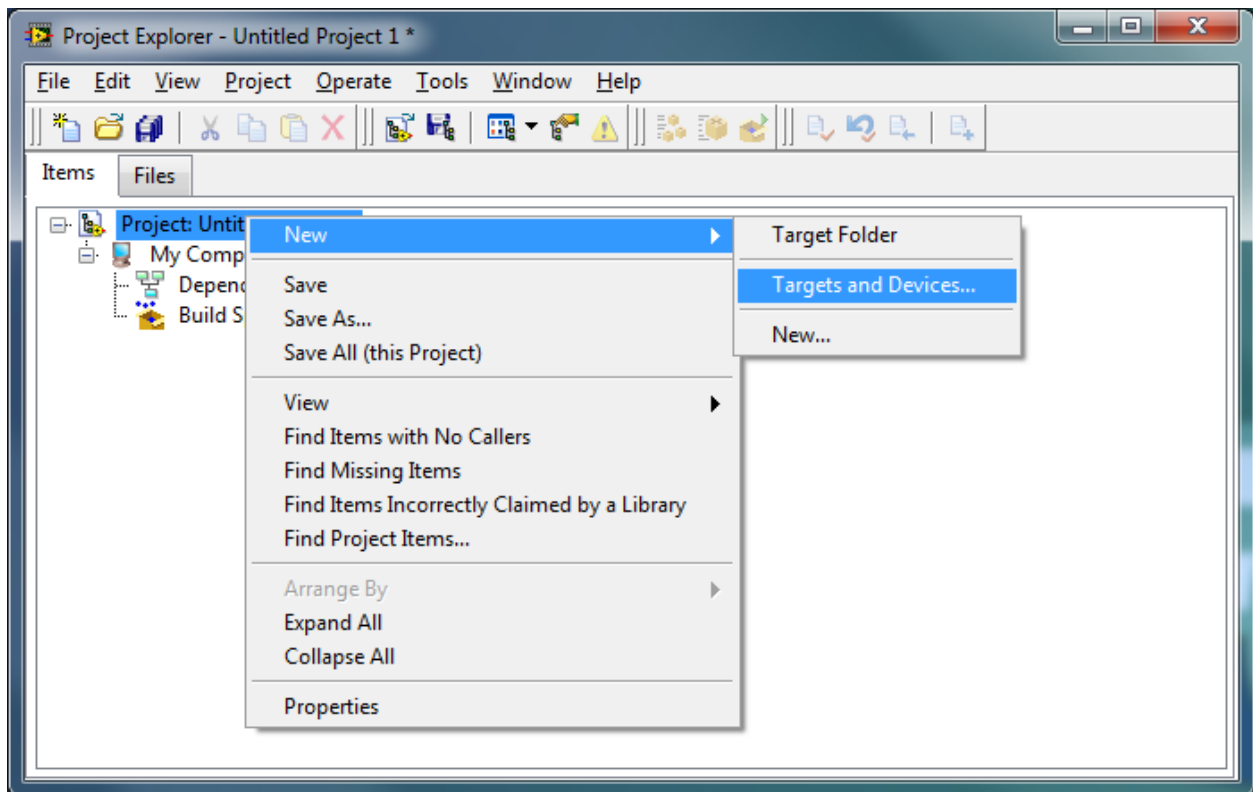 Project Explorer - Untitled Project 1 *
File Edit View Project Operate Tools Window Help
Items Files
Project: Untit
My Comp
Depend
Build S
New
Save
Save As...
Save All (this Project)
View
Find Items with No Callers
Find Missing Items
Find Items Incorrectly Claimed by a Library
Find Project Items...
Arrange By
Expand All
Collapse All
Properties
Target Folder
Targets and Devices...
New...